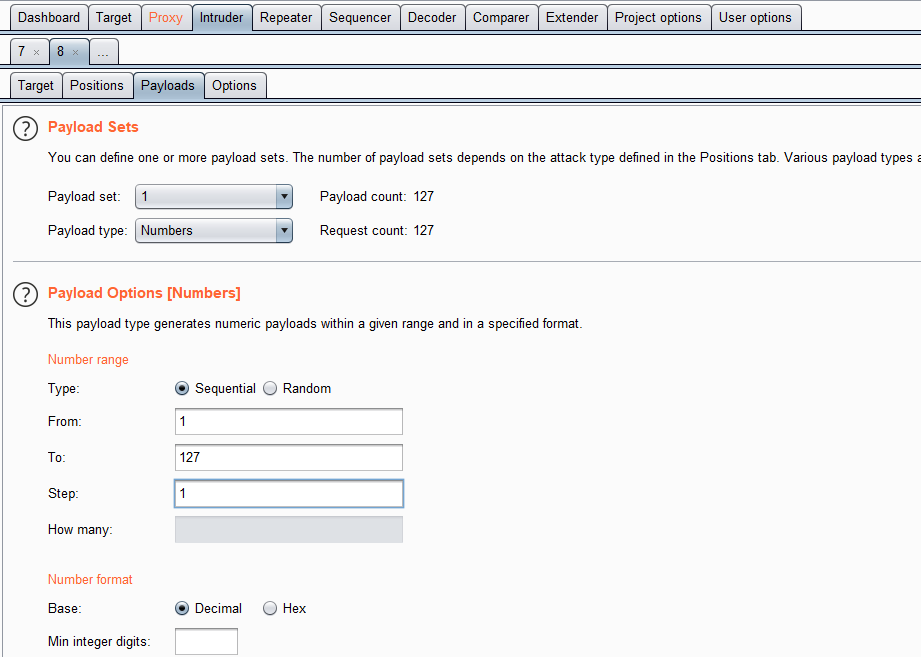 Dashboard Target Proxy Intruder Repeater Sequencer Decoder Comparer Extender Project options User options
7 × 8 × ...
Target Positions Payloads Options
? Payload Sets
You can define one or more payload sets. The number of payload sets depends on the attack type defined in the Positions tab. Various payload types a
Payload set: 1 Payload count: 127
Payload type: Numbers Request count: 127
? Payload Options [Numbers]
This payload type generates numeric payloads within a given range and in a specified format.
Number range
Type: Sequential Random
From: 1
To: 127
Step: 1
How many:
Number format
Base: Decimal Hex
Min integer digits: